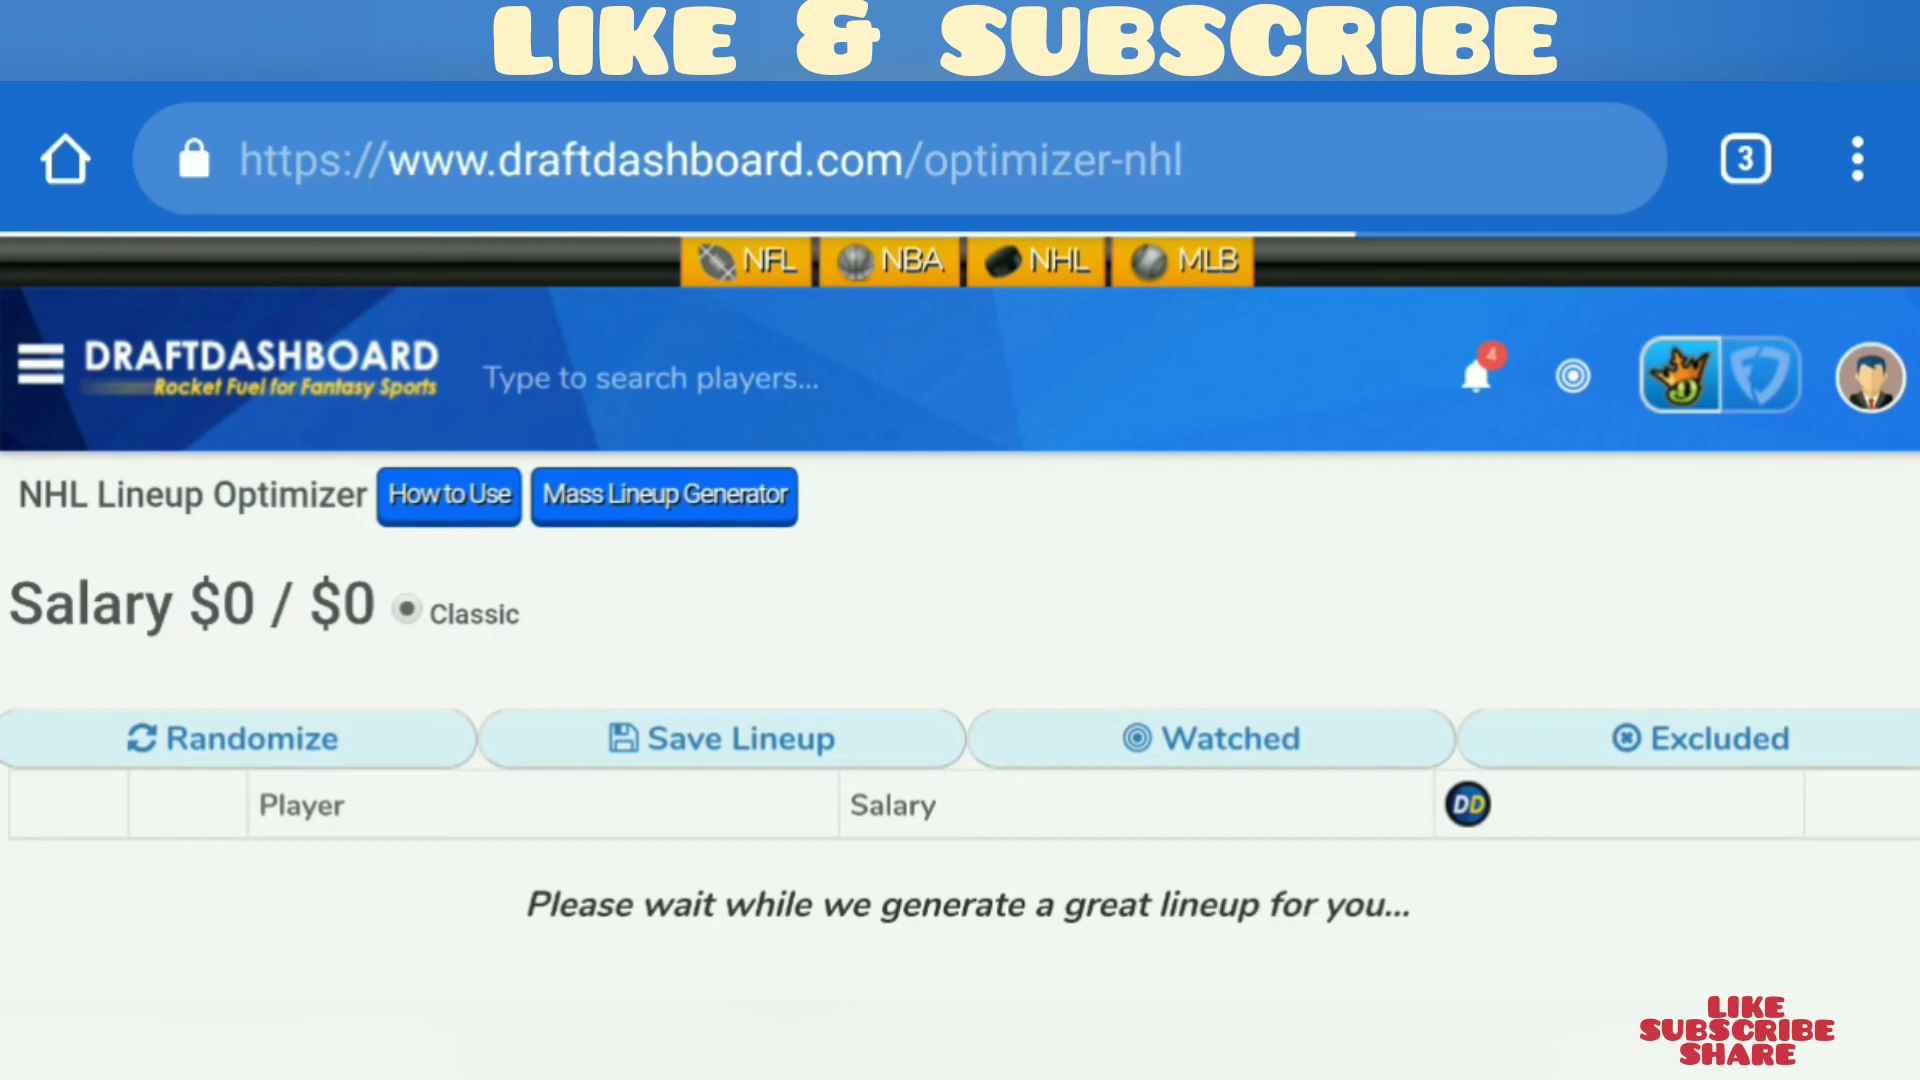 LIKE & SUBSCRIBE
https://www.draftdashboard.com/optimizer-nhl
3
NFL NBA NHL MLB
DRAFTDASHBOARD
Rocket Fuel for Fantasy Sports
Type to search players...
4
NHL Lineup Optimizer How to Use Mass Lineup Generator
Salary $0 / $0 Classic
Randomize Save Lineup Watched Excluded
Player Salary DD
Please wait while we generate a great lineup for you...
LIKE
SUBSCRIBE
SHARE